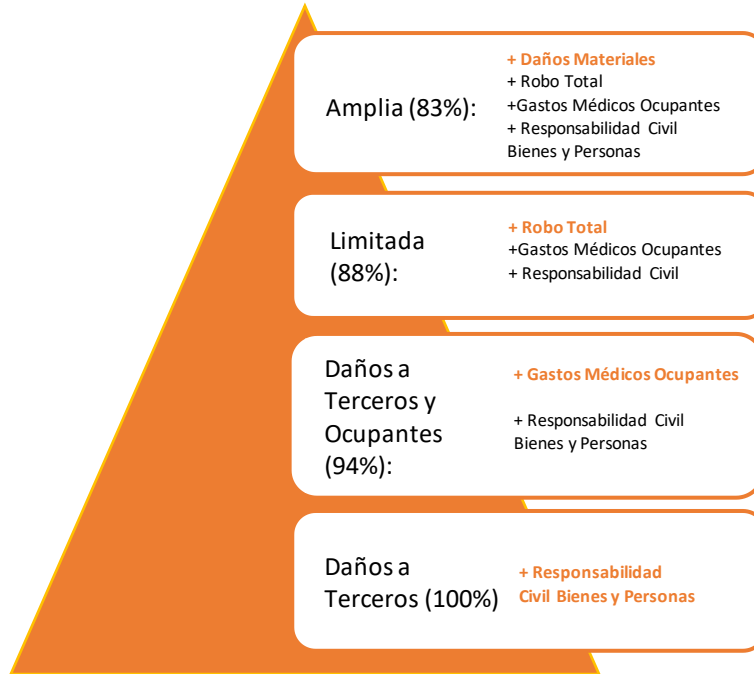 Amplia (83%):
+ Daños Materiales
+ Robo Total
+Gastos Médicos Ocupantes
+ Responsabilidad Civil
Bienes y Personas
Limitada
(88%):
+ Robo Total
+Gastos Médicos Ocupantes
+ Responsabilidad Civil
Daños a
Terceros y
Ocupantes
(94%):
+ Gastos Médicos Ocupantes
+ Responsabilidad Civil
Bienes y Personas
Daños a
Terceros (100%)
+ Responsabilidad
Civil Bienes y Personas